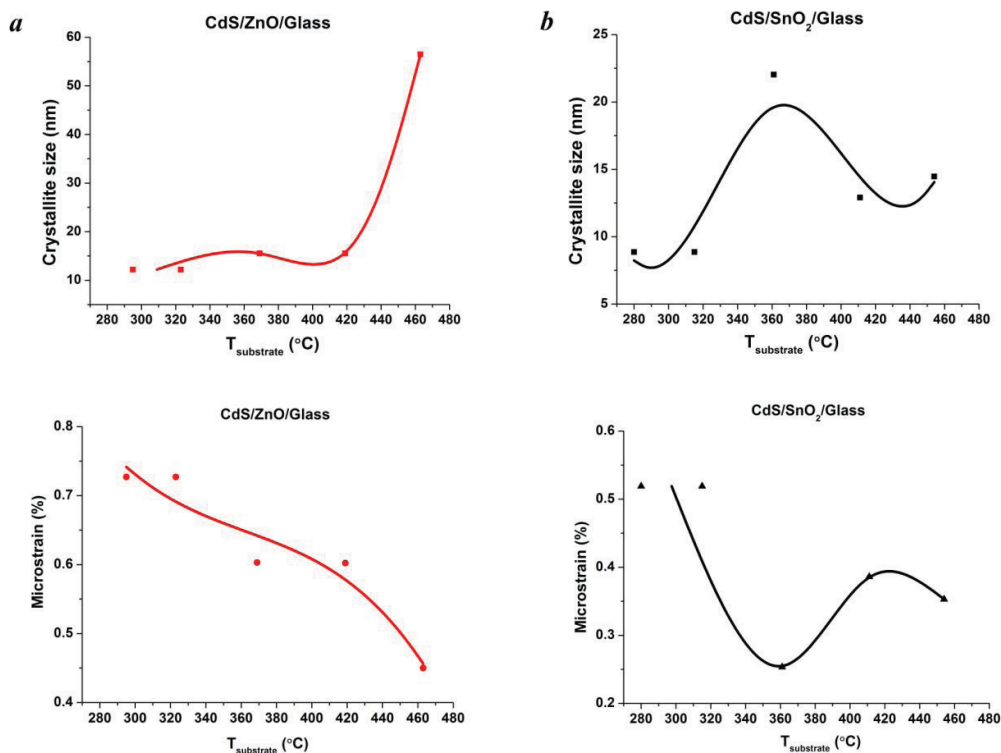 a
CdS/ZnO/Glass
Crystallite size (nm)
60
50
40
30
20
10
280 300 320 340 360 380 400 420 440 460 480
T_substrate (°C)
b
CdS/SnO₂/Glass
Crystallite size (nm)
25
20
15
10
5
280 300 320 340 360 380 400 420 440 460 480
T_substrate (°C)
CdS/ZnO/Glass
Microstrain (%)
0.8
0.7
0.6
0.5
0.4
280 300 320 340 360 380 400 420 440 460 480
T_substrate (°C)
CdS/SnO₂/Glass
Microstrain (%)
0.6
0.5
0.4
0.3
0.2
280 300 320 340 360 380 400 420 440 460 480
T_substrate (°C)